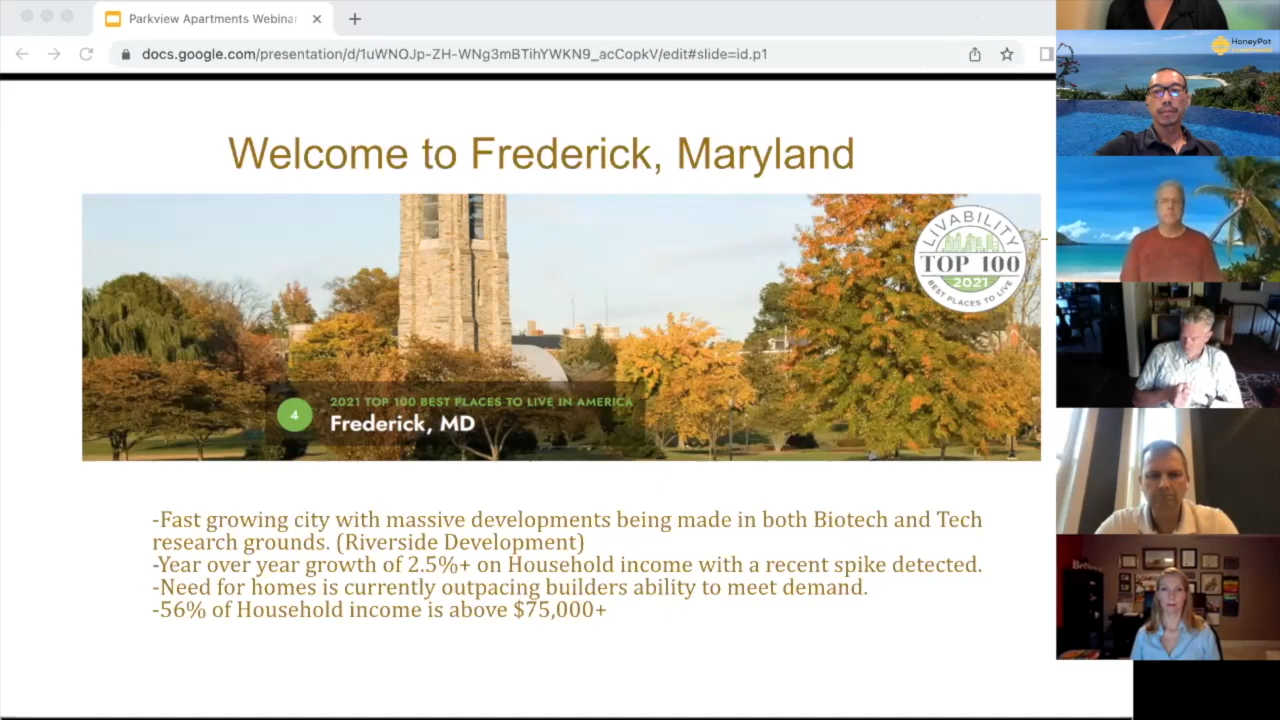 Parkview Apartments Webinar
docs.google.com/presentation/d/1uWNOJp-ZH-WNg3mBTihYWKN9_acCopkV/edit#slide=id.p1
HoneyPot
Welcome to Frederick, Maryland
LIVABILITY
TOP 100
2021
BEST PLACES TO LIVE
4
2021 TOP 100 BEST PLACES TO LIVE IN AMERICA
Frederick, MD
-Fast growing city with massive developments being made in both Biotech and Tech
research grounds. (Riverside Development)
-Year over year growth of 2.5%+ on Household income with a recent spike detected.
-Need for homes is currently outpacing builders ability to meet demand.
-56% of Household income is above $75,000+